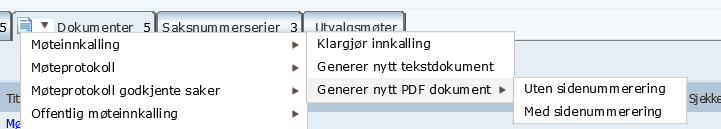 5 Dokumenter 5 Saksnummerserier 3 Utvalgsmøter
Møteinnkalling
Møteprotokoll
Møteprotokoll godkjente saker
Offentlig møteinnkalling
Klargjør innkalling
Generer nytt tekstdokument
Generer nytt PDF dokument
Uten sidenummerering
Med sidenummerering
Tit
Sjekke
Mø